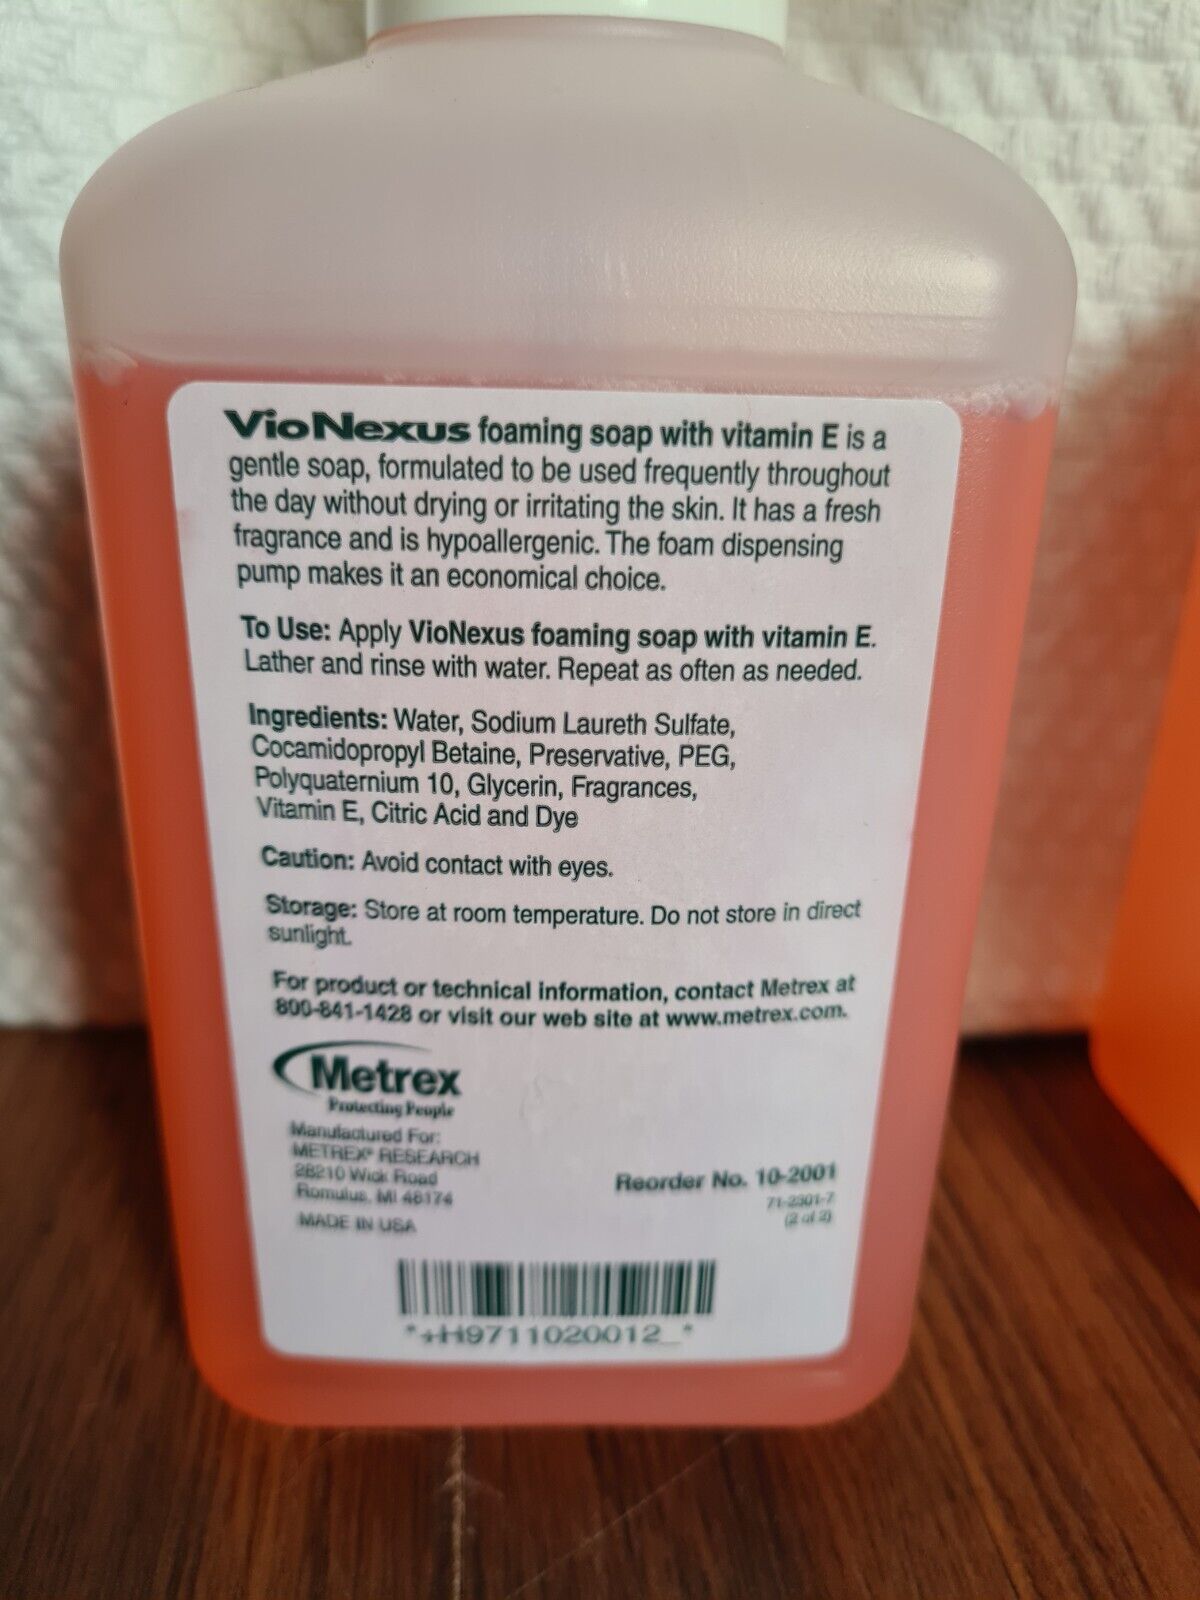 VioNexus foaming soap with vitamin E is a
gentle soap, formulated to be used frequently throughout
the day without drying or irritating the skin. It has a fresh
fragrance and is hypoallergenic. The foam dispensing
pump makes it an economical choice.
To Use: Apply VioNexus foaming soap with vitamin E.
Lather and rinse with water. Repeat as often as needed.
Ingredients: Water, Sodium Laureth Sulfate,
Cocamidopropyl Betaine, Preservative, PEG,
Polyquaternium 10, Glycerin, Fragrances,
Vitamin E, Citric Acid and Dye
Caution: Avoid contact with eyes.
Storage: Store at room temperature. Do not store in direct
sunlight.
For product or technical information, contact Metrex at
800-841-1428 or visit our web site at www.metrex.com.
Metrex
Protecting People
Manufactured For:
METREX® RESEARCH
28210 Wick Road
Romulus, MI 48174
MADE IN USA
Reorder No. 10-2001
71-2301-7
(2 of 2)
*+H9711020012_*